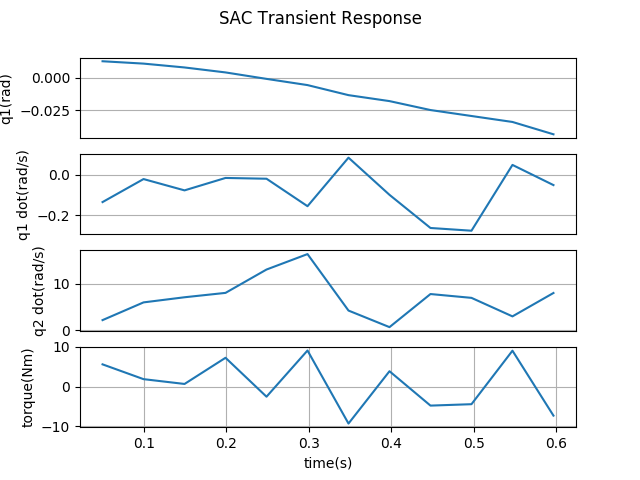 SAC Transient Response
0.000
−0.025
q1(rad)
0.0
−0.2
q1 dot(rad/s)
10
0
q2 dot(rad/s)
10
0
−10
torque(Nm)
0.1 0.2 0.3 0.4 0.5 0.6
time(s)